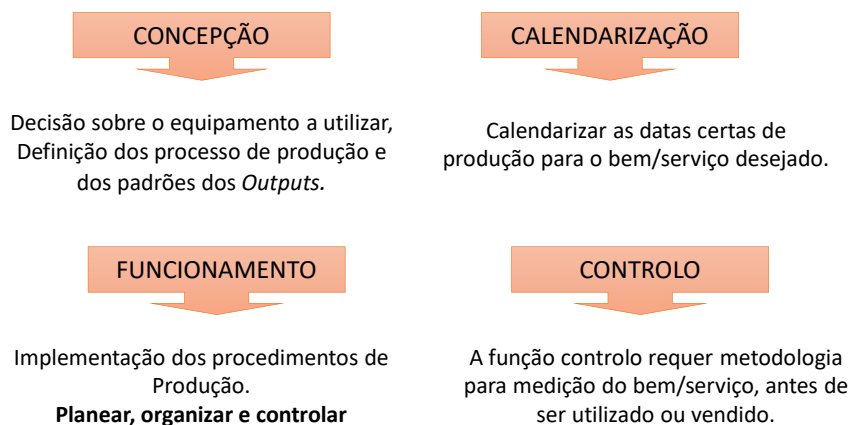 CONCEPÇÃO
Decisão sobre o equipamento a utilizar,
Definição dos processo de produção e
dos padrões dos Outputs.
CALENDARIZAÇÃO
Calendarizar as datas certas de
produção para o bem/serviço desejado.
FUNCIONAMENTO
Implementação dos procedimentos de
Produção.
Planear, organizar e controlar
CONTROLO
A função controlo requer metodologia
para medição do bem/serviço, antes de
ser utilizado ou vendido.